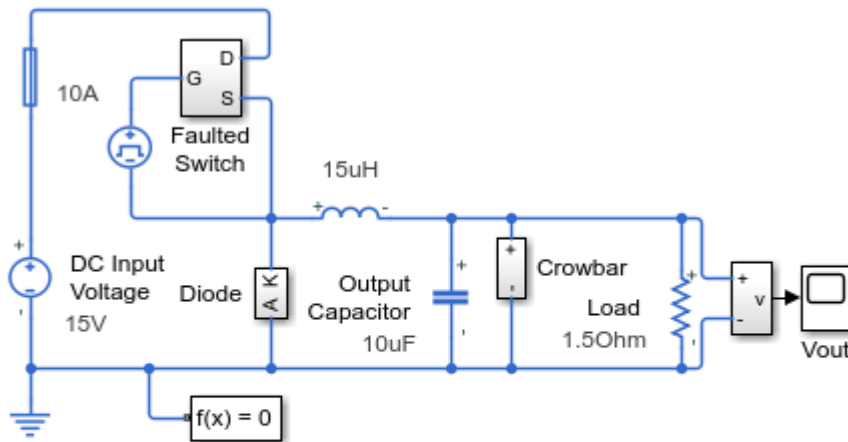 D
G
S
10A
Faulted
Switch
15uH
+
-
+
-
+
-
DC Input
Voltage
15V
Diode
A K
Output
Capacitor
10uF
+
-
+
-
Crowbar
Load
1.5Ohm
+
-
+
-
v
Vout
f(x) = 0